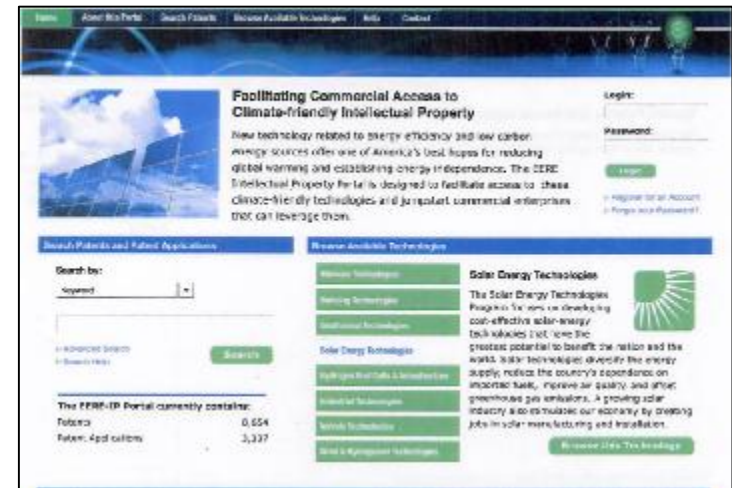 Home About this Portal Search Patents Browse Available Technologies Help Contact
Facilitating Commercial Access to
Climate-friendly Intellectual Property
New technology related to energy efficiency and low carbon
energy sources offer one of America's best hopes for reducing
global warming and establishing energy independence. The EERE
Intellectual Property Portal is designed to facilitate access to these
climate-friendly technologies and jumpstart commercial enterprises
that can leverage them.
Login:
Password:
Login
Register for an Account
Forgot your Password?
Search Patents and Patent Applications
Search by:
Keyword
Advanced Search
Search Help
Search
The EERE-IP Portal currently contains:
Patents 8,654
Patent Applications 3,337
Browse Available Technologies
Biomass Technologies
Building Technologies
Geothermal Technologies
Solar Energy Technologies
Hydrogen Fuel Cells & Infrastructure
Industrial Technologies
Vehicle Technologies
Wind & Hydropower Technologies
Solar Energy Technologies
The Solar Energy Technologies
Program focuses on developing
cost-effective solar-energy
technologies that have the
greatest potential to benefit the nation and the
world. Solar technologies diversify the energy
supply, reduce the country's dependence on
imported fuels, improve air quality, and offset
greenhouse gas emissions. A growing solar
industry also stimulates our economy by creating
jobs in solar manufacturing and installation.
Browse this Technology